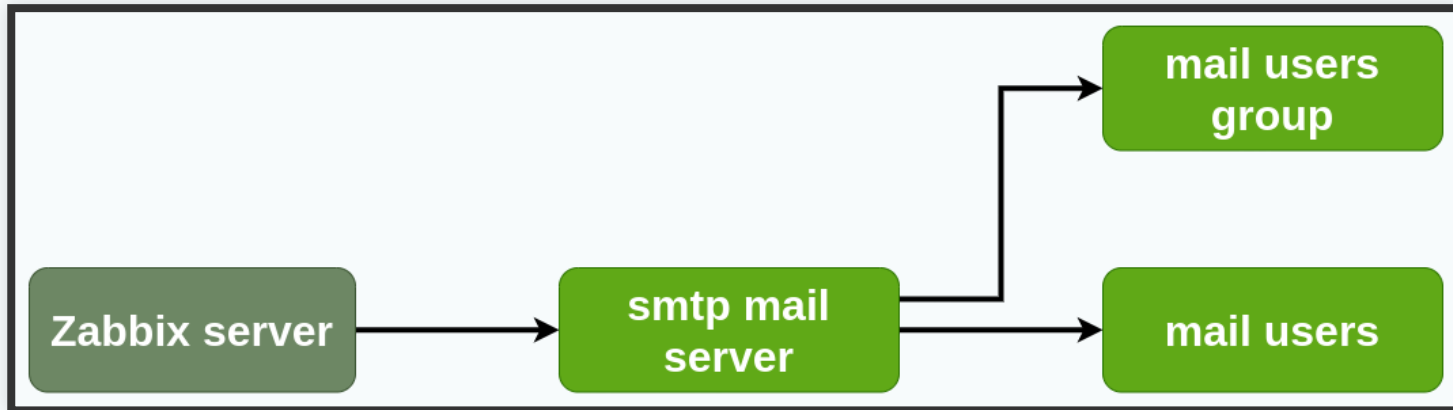 mail users
group
Zabbix server
smtp mail
server
mail users